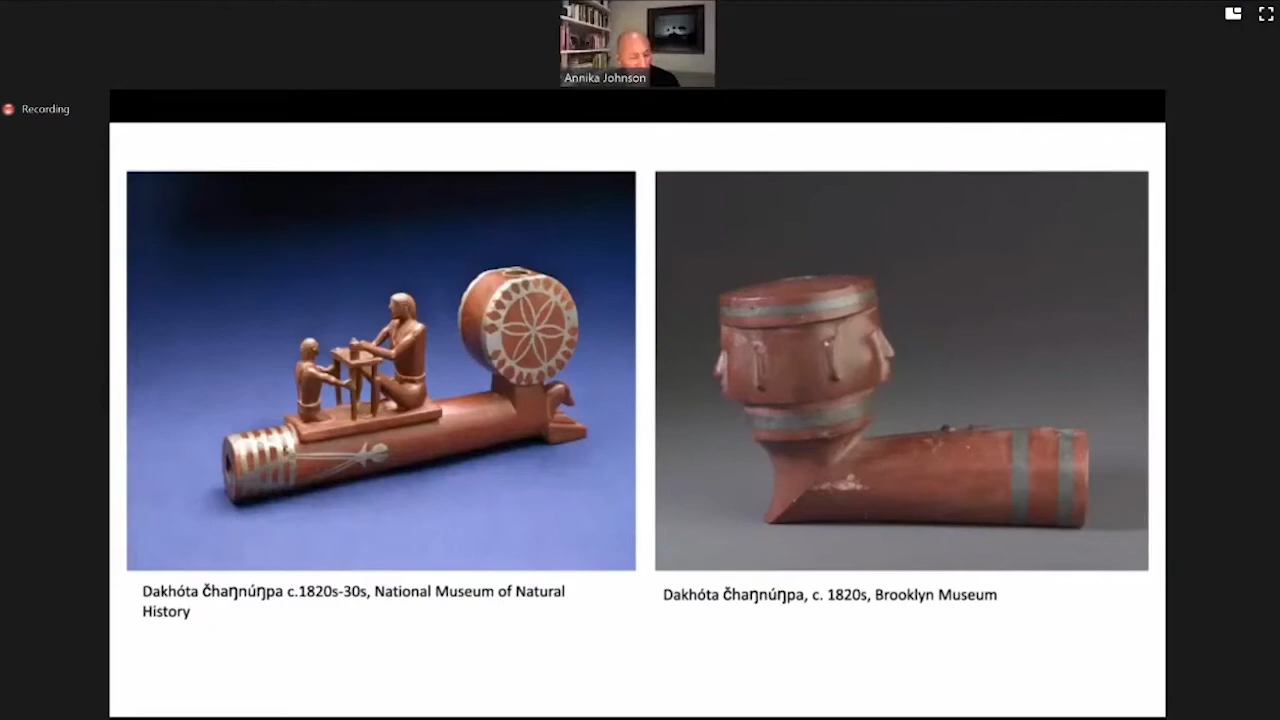 Annika Johnson
Recording
Dakhóta čhaŋnúŋpa c.1820s-30s, National Museum of Natural
History
Dakhóta čhaŋnúŋpa, c. 1820s, Brooklyn Museum